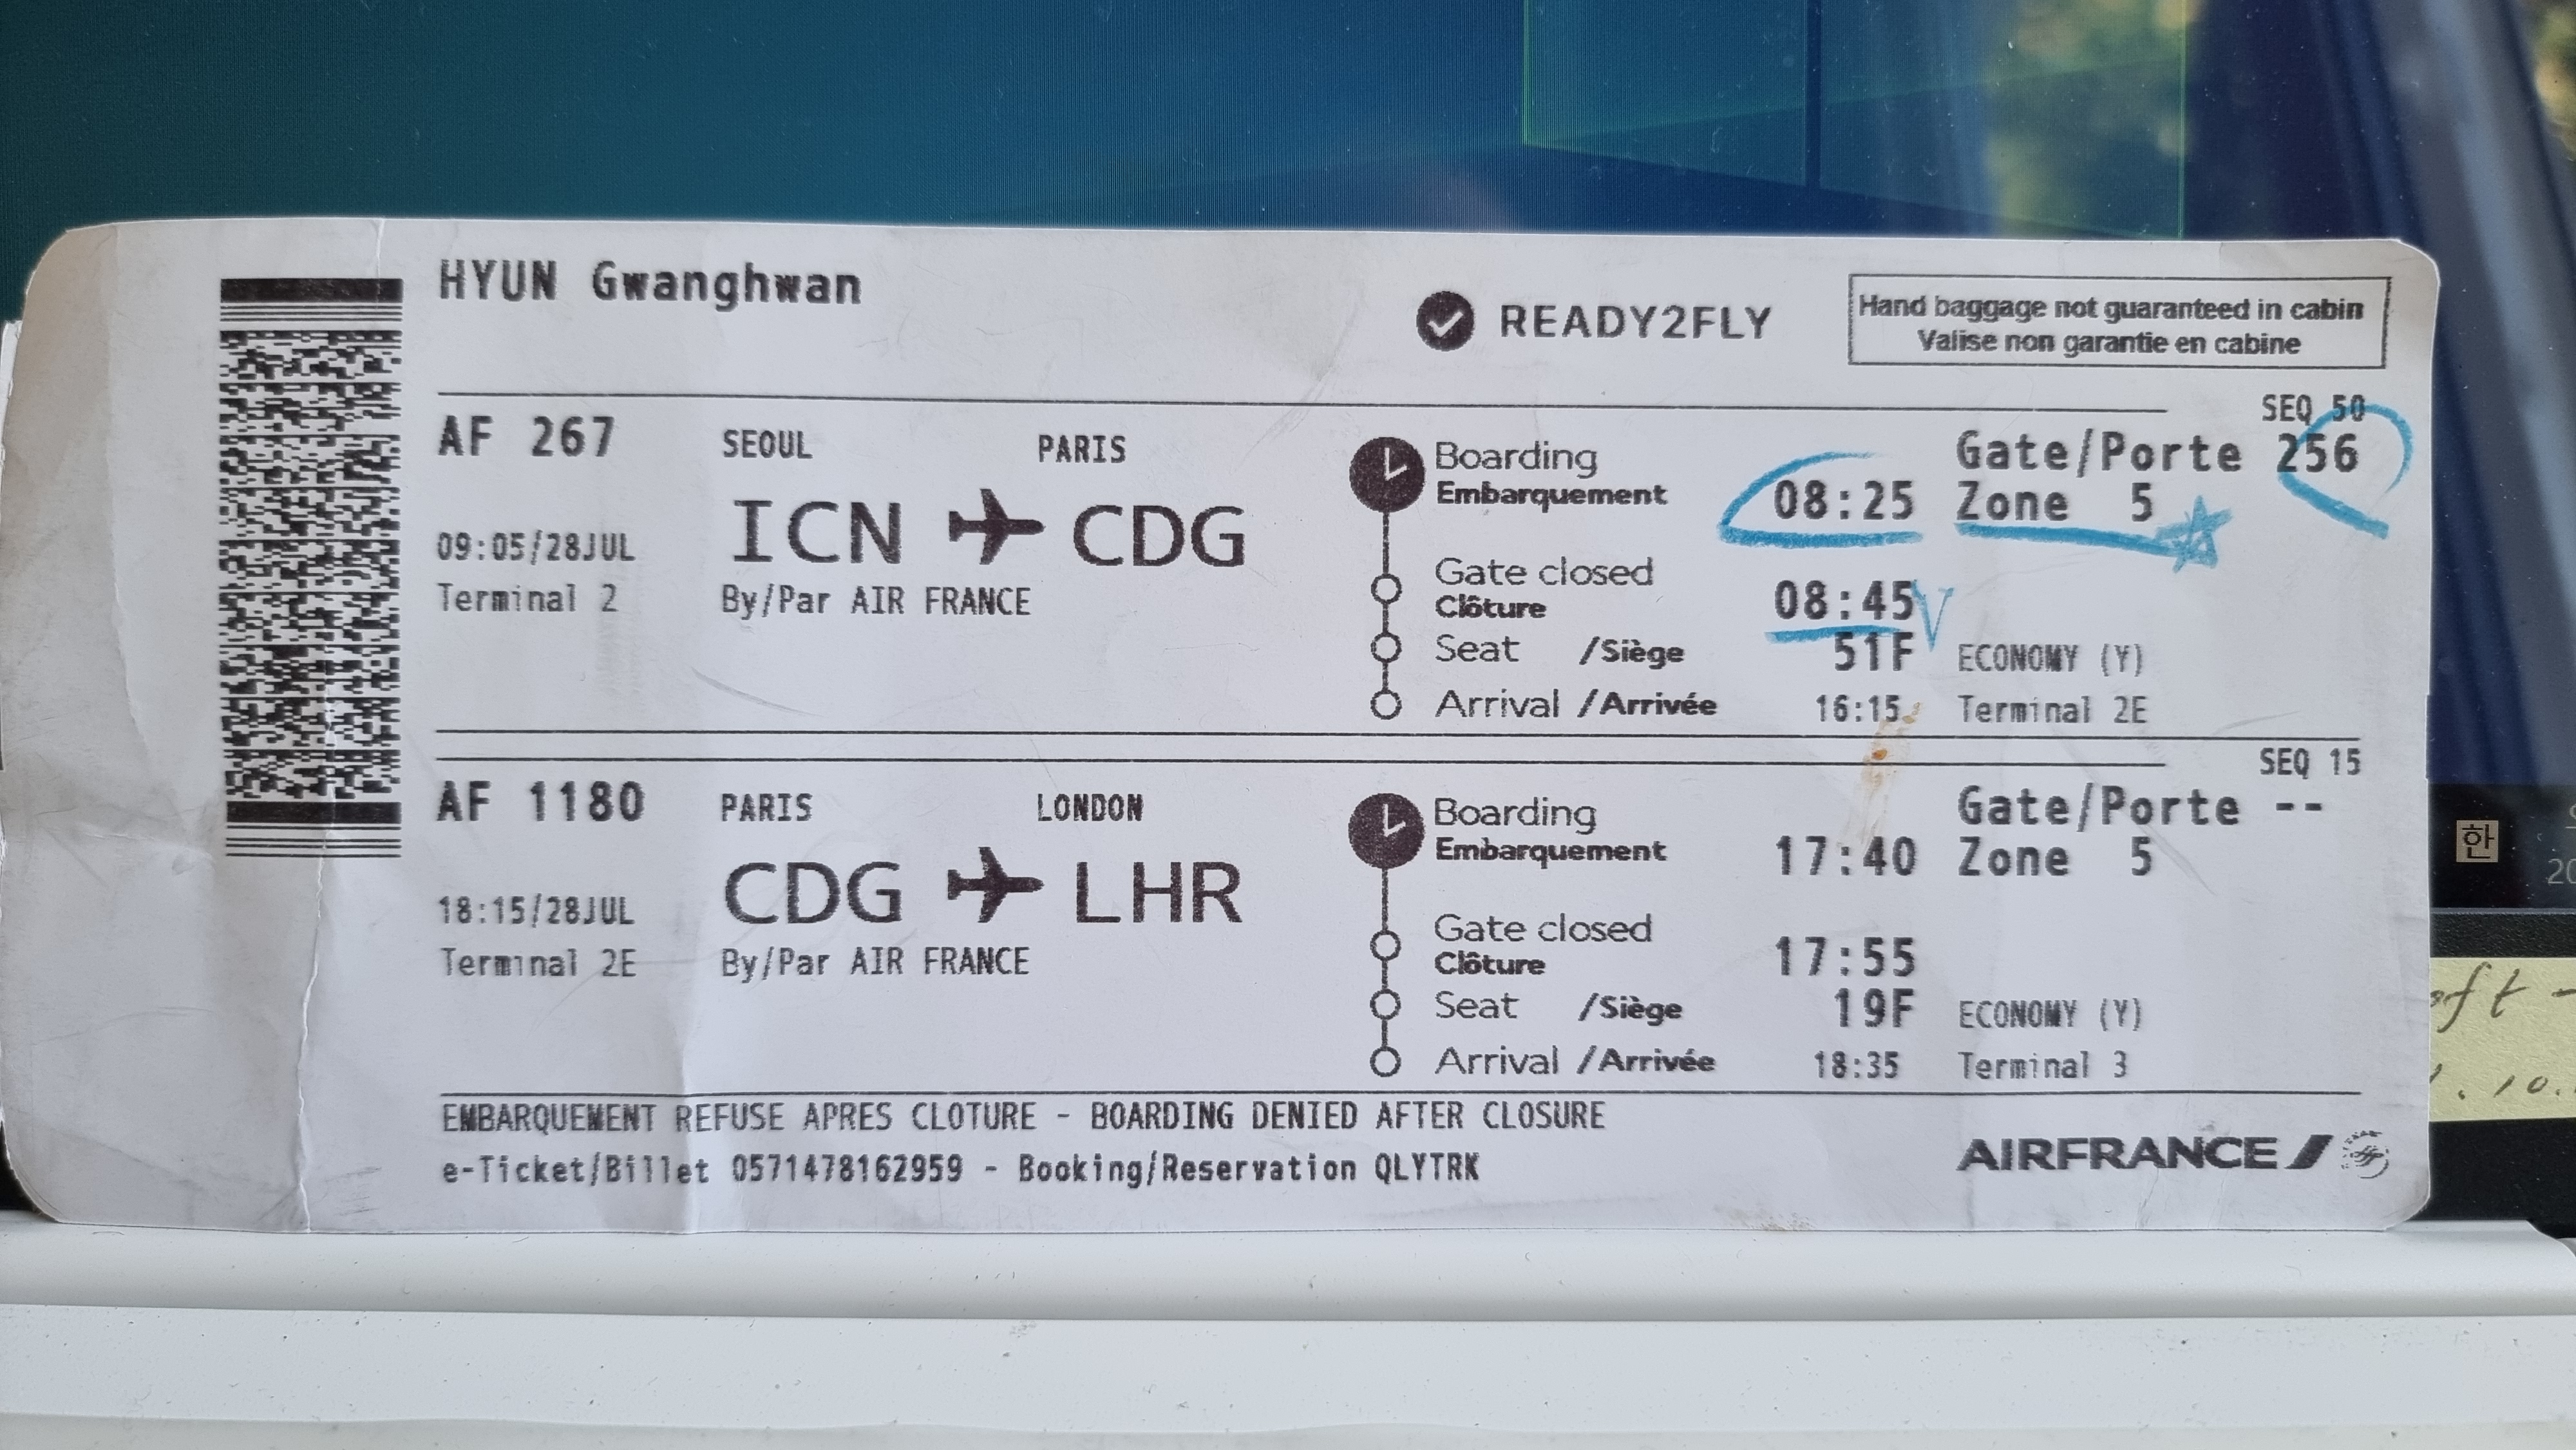 HYUN Gwanghwan
READY2FLY
Hand baggage not guaranteed in cabin
Valise non garantie en cabine
SEQ 50
AF 267 SEOUL PARIS
ICN CDG
09:05/28JUL
Terminal 2 By/Par AIR FRANCE
Boarding
Embarquement 08:25
Gate/Porte 256
Zone 5
Gate closed
Clôture 08:45
V
Seat /Siège 51F ECONOMY (Y)
Arrival /Arrivée 16:15 Terminal 2E
SEQ 15
AF 1180 PARIS LONDON
CDG LHR
18:15/28JUL
Terminal 2E By/Par AIR FRANCE
Boarding
Embarquement 17:40
Gate/Porte --
Zone 5
Gate closed
Clôture 17:55
Seat /Siège 19F ECONOMY (Y)
Arrival /Arrivée 18:35 Terminal 3
EMBARQUEMENT REFUSE APRES CLOTURE - BOARDING DENIED AFTER CLOSURE
e-Ticket/Billet 0571478162959 - Booking/Reservation QLYTRK
AIRFRANCE
한